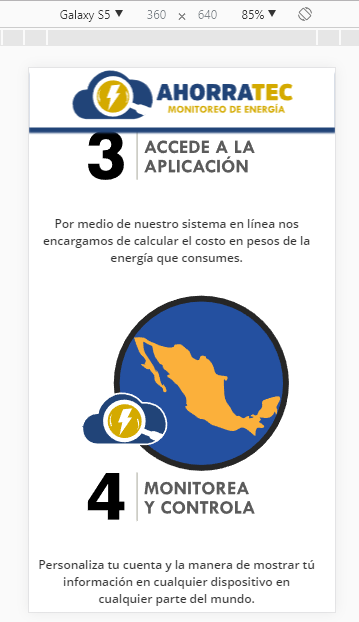 Galaxy S5 ▼ 360 × 640 85% ▼
AHORRATEC
MONITOREO DE ENERGÍA
3 ACCEDE A LA
APLICACIÓN
Por medio de nuestro sistema en línea nos
encargamos de calcular el costo en pesos de la
energía que consumes.
4 MONITOREA
Y CONTROLA
Personaliza tu cuenta y la manera de mostrar tú
información en cualquier dispositivo en
cualquier parte del mundo.